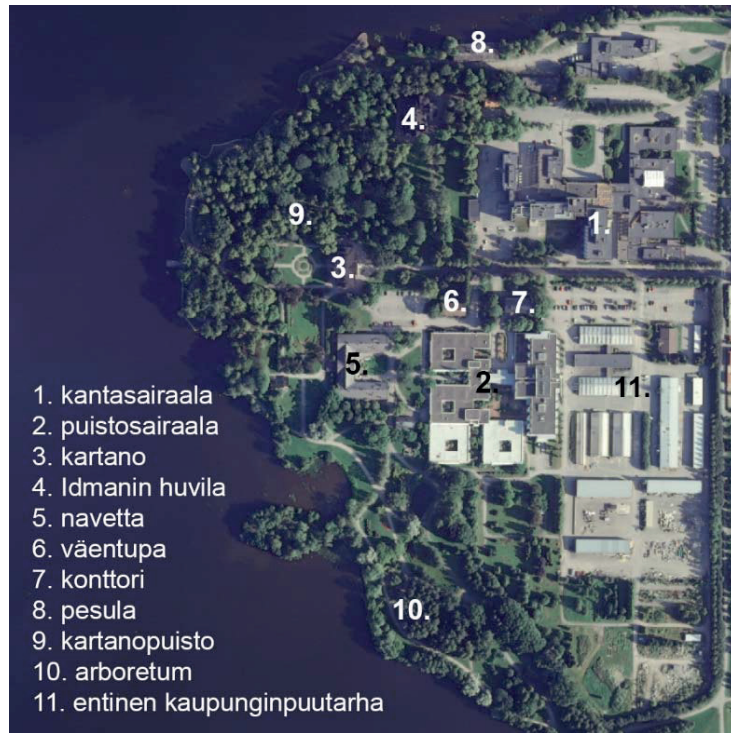 8.
4.
1.
9.
3.
6.
7.
5.
2.
11.
10.
1. kantasairaala
2. puistosairaala
3. kartano
4. Idmanin huvila
5. navetta
6. väentupa
7. konttori
8. pesula
9. kartanopuisto
10. arboretum
11. entinen kaupunginpuutarha